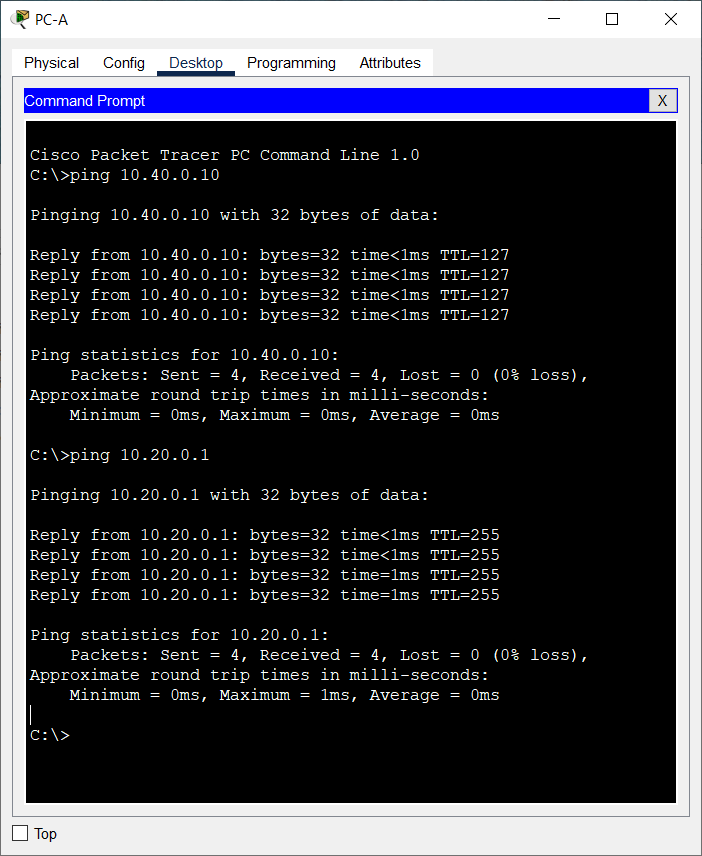 PC-A
Physical Config Desktop Programming Attributes
Command Prompt X
Cisco Packet Tracer PC Command Line 1.0
C:\>ping 10.40.0.10
Pinging 10.40.0.10 with 32 bytes of data:
Reply from 10.40.0.10: bytes=32 time<1ms TTL=127
Reply from 10.40.0.10: bytes=32 time<1ms TTL=127
Reply from 10.40.0.10: bytes=32 time<1ms TTL=127
Reply from 10.40.0.10: bytes=32 time<1ms TTL=127
Ping statistics for 10.40.0.10:
    Packets: Sent = 4, Received = 4, Lost = 0 (0% loss),
Approximate round trip times in milli-seconds:
    Minimum = 0ms, Maximum = 0ms, Average = 0ms
C:\>ping 10.20.0.1
Pinging 10.20.0.1 with 32 bytes of data:
Reply from 10.20.0.1: bytes=32 time<1ms TTL=255
Reply from 10.20.0.1: bytes=32 time<1ms TTL=255
Reply from 10.20.0.1: bytes=32 time=1ms TTL=255
Reply from 10.20.0.1: bytes=32 time=1ms TTL=255
Ping statistics for 10.20.0.1:
    Packets: Sent = 4, Received = 4, Lost = 0 (0% loss),
Approximate round trip times in milli-seconds:
    Minimum = 0ms, Maximum = 1ms, Average = 0ms
C:\>
Top